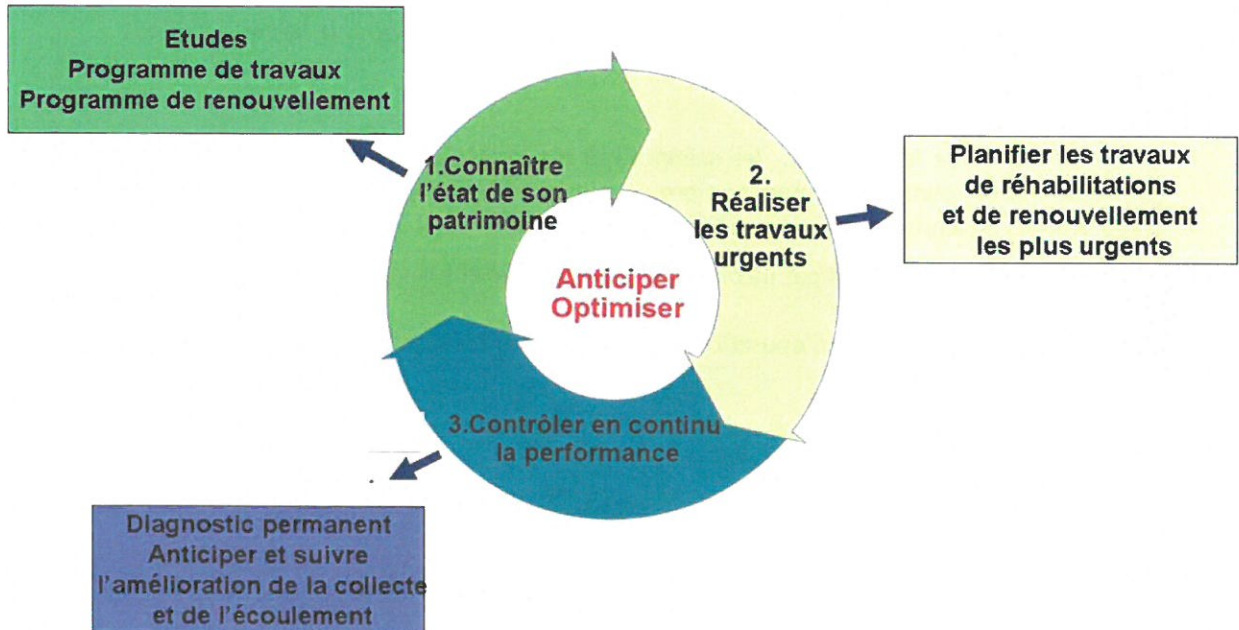 Etudes
Programme de travaux
Programme de renouvellement
1.Connaître
l'état de son
patrimoine
2.
Réaliser
les travaux
urgents
Planifier les travaux
de réhabilitations
et de renouvellement
les plus urgents
Anticiper
Optimiser
3.Contrôler en continu
la performance
Diagnostic permanent
Anticiper et suivre
l'amélioration de la collecte
et de l'écoulement